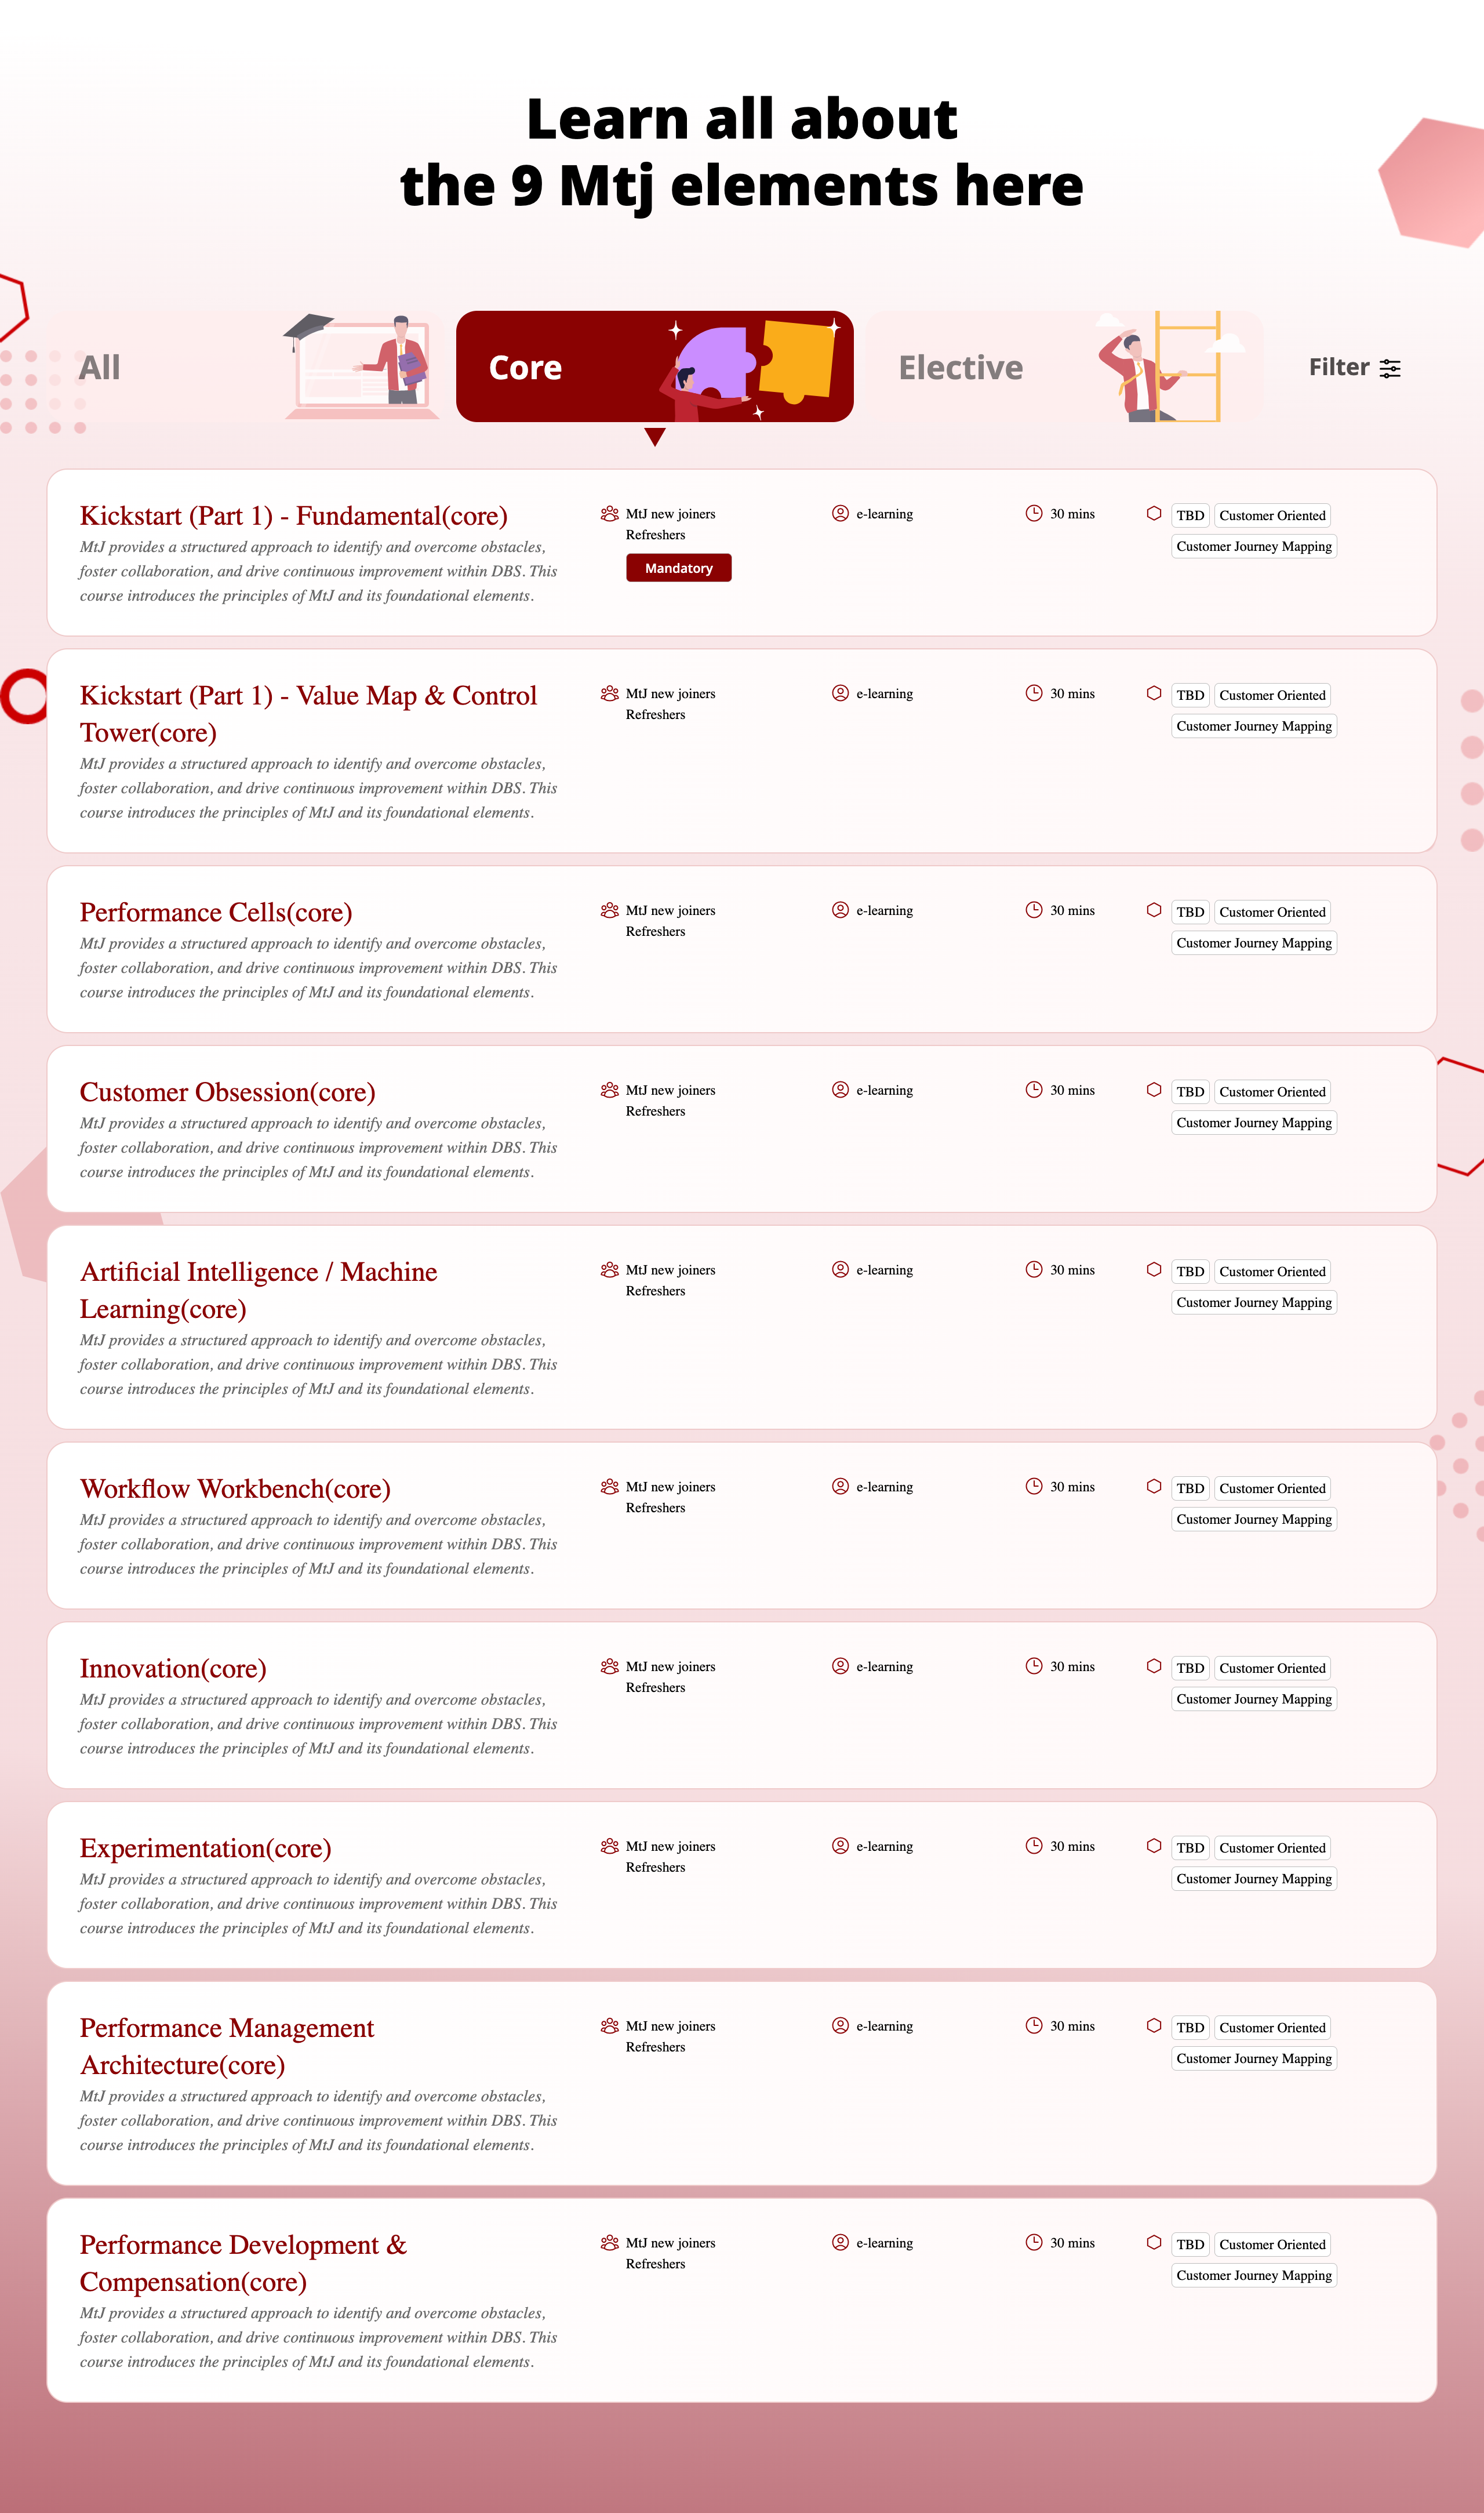 Learn all about
the 9 Mtj elements here
All
Core
Elective
Filter
Kickstart (Part 1) - Fundamental(core)
MtJ provides a structured approach to identify and overcome obstacles,
foster collaboration, and drive continuous improvement within DBS. This
course introduces the principles of MtJ and its foundational elements.
MtJ new joiners
Refreshers
Mandatory
e-learning
30 mins
TBD Customer Oriented
Customer Journey Mapping
Kickstart (Part 1) - Value Map & Control
Tower(core)
MtJ provides a structured approach to identify and overcome obstacles,
foster collaboration, and drive continuous improvement within DBS. This
course introduces the principles of MtJ and its foundational elements.
MtJ new joiners
Refreshers
e-learning
30 mins
TBD Customer Oriented
Customer Journey Mapping
Performance Cells(core)
MtJ provides a structured approach to identify and overcome obstacles,
foster collaboration, and drive continuous improvement within DBS. This
course introduces the principles of MtJ and its foundational elements.
MtJ new joiners
Refreshers
e-learning
30 mins
TBD Customer Oriented
Customer Journey Mapping
Customer Obsession(core)
MtJ provides a structured approach to identify and overcome obstacles,
foster collaboration, and drive continuous improvement within DBS. This
course introduces the principles of MtJ and its foundational elements.
MtJ new joiners
Refreshers
e-learning
30 mins
TBD Customer Oriented
Customer Journey Mapping
Artificial Intelligence / Machine
Learning(core)
MtJ provides a structured approach to identify and overcome obstacles,
foster collaboration, and drive continuous improvement within DBS. This
course introduces the principles of MtJ and its foundational elements.
MtJ new joiners
Refreshers
e-learning
30 mins
TBD Customer Oriented
Customer Journey Mapping
Workflow Workbench(core)
MtJ provides a structured approach to identify and overcome obstacles,
foster collaboration, and drive continuous improvement within DBS. This
course introduces the principles of MtJ and its foundational elements.
MtJ new joiners
Refreshers
e-learning
30 mins
TBD Customer Oriented
Customer Journey Mapping
Innovation(core)
MtJ provides a structured approach to identify and overcome obstacles,
foster collaboration, and drive continuous improvement within DBS. This
course introduces the principles of MtJ and its foundational elements.
MtJ new joiners
Refreshers
e-learning
30 mins
TBD Customer Oriented
Customer Journey Mapping
Experimentation(core)
MtJ provides a structured approach to identify and overcome obstacles,
foster collaboration, and drive continuous improvement within DBS. This
course introduces the principles of MtJ and its foundational elements.
MtJ new joiners
Refreshers
e-learning
30 mins
TBD Customer Oriented
Customer Journey Mapping
Performance Management
Architecture(core)
MtJ provides a structured approach to identify and overcome obstacles,
foster collaboration, and drive continuous improvement within DBS. This
course introduces the principles of MtJ and its foundational elements.
MtJ new joiners
Refreshers
e-learning
30 mins
TBD Customer Oriented
Customer Journey Mapping
Performance Development &
Compensation(core)
MtJ provides a structured approach to identify and overcome obstacles,
foster collaboration, and drive continuous improvement within DBS. This
course introduces the principles of MtJ and its foundational elements.
MtJ new joiners
Refreshers
e-learning
30 mins
TBD Customer Oriented
Customer Journey Mapping